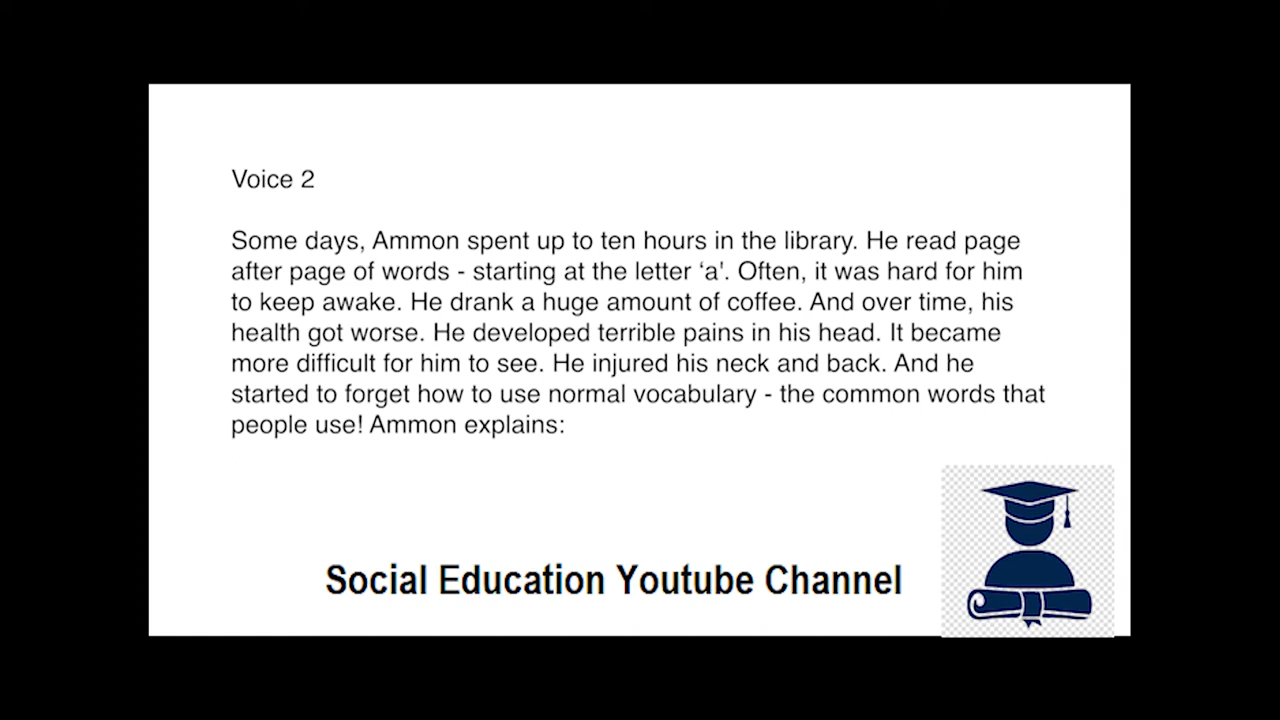 Voice 2
Some days, Ammon spent up to ten hours in the library. He read page
after page of words - starting at the letter ‘a’. Often, it was hard for him
to keep awake. He drank a huge amount of coffee. And over time, his
health got worse. He developed terrible pains in his head. It became
more difficult for him to see. He injured his neck and back. And he
started to forget how to use normal vocabulary - the common words that
people use! Ammon explains:
Social Education Youtube Channel